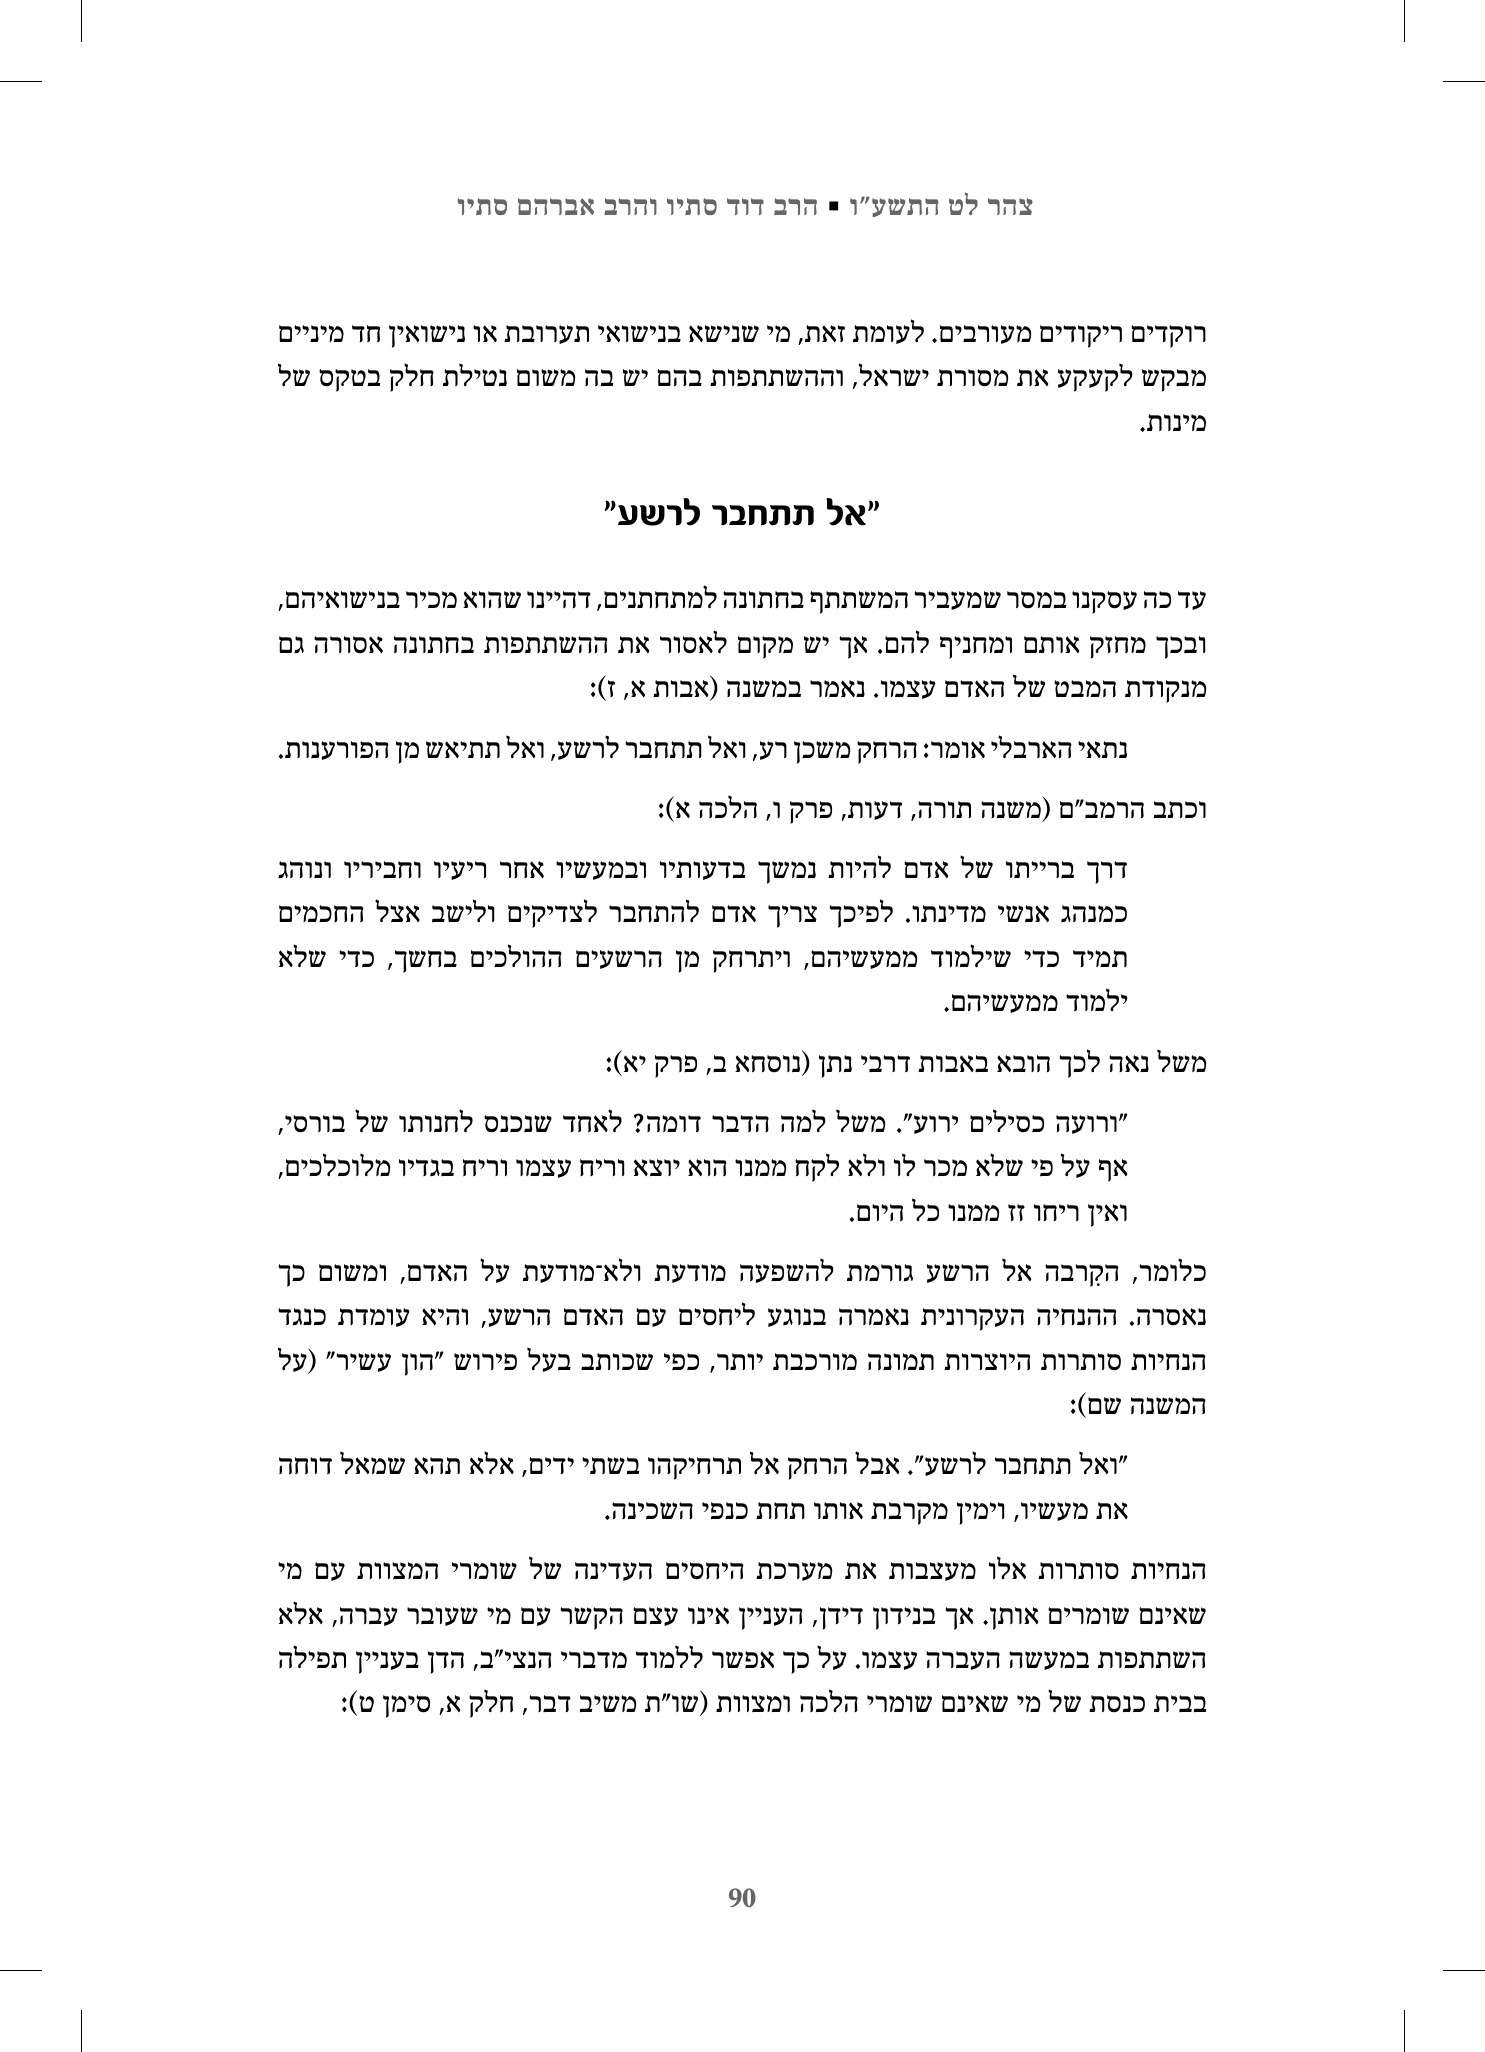 צהר לט התשע"ו ▪ הרב דוד סתיו והרב אברהם סתיו
רוקדים ריקודים מעורבים. לעומת זאת, מי שנישא בנישואי תערובת או נישואין חד מיניים
מבקש לקעקע את מסורת ישראל, וההשתתפות בהם יש בה משום נטילת חלק בטקס של
מינות.
"אל תתחבר לרשע"
עד כה עסקנו במסר שמעביר המשתתף בחתונה למתחתנים, דהיינו שהוא מכיר בנישואיהם,
ובכך מחזק אותם ומחניף להם. אך יש מקום לאסור את ההשתתפות בחתונה אסורה גם
מנקודת המבט של האדם עצמו. נאמר במשנה (אבות א, ז):
נתאי הארבלי אומר: הרחק משכן רע, ואל תתחבר לרשע, ואל תתיאש מן הפורענות.
וכתב הרמב"ם (משנה תורה, דעות, פרק ו, הלכה א):
דרך ברייתו של אדם להיות נמשך בדעותיו ובמעשיו אחר ריעיו וחביריו ונוהג
כמנהג אנשי מדינתו. לפיכך צריך אדם להתחבר לצדיקים ולישב אצל החכמים
תמיד כדי שילמוד ממעשיהם, ויתרחק מן הרשעים ההולכים בחשך, כדי שלא
ילמוד ממעשיהם.
משל נאה לכך הובא באבות דרבי נתן (נוסחא ב, פרק יא):
"ורועה כסילים ירוע". משל למה הדבר דומה? לאחד שנכנס לחנותו של בורסי,
אף על פי שלא מכר לו ולא לקח ממנו הוא יוצא וריח עצמו וריח בגדיו מלוכלכים,
ואין ריחו זז ממנו כל היום.
כלומר, הקִרבה אל הרשע גורמת להשפעה מודעת ולא־מודעת על האדם, ומשום כך
נאסרה. ההנחיה העקרונית נאמרה בנוגע ליחסים עם האדם הרשע, והיא עומדת כנגד
הנחיות סותרות היוצרות תמונה מורכבת יותר, כפי שכותב בעל פירוש "הון עשיר" (על
המשנה שם):
"ואל תתחבר לרשע". אבל הרחק אל תרחיקהו בשתי ידים, אלא תהא שמאל דוחה
את מעשיו, וימין מקרבת אותו תחת כנפי השכינה.
הנחיות סותרות אלו מעצבות את מערכת היחסים העדינה של שומרי המצוות עם מי
שאינם שומרים אותן. אך בנידון דידן, העניין אינו עצם הקשר עם מי שעובר עברה, אלא
השתתפות במעשה העברה עצמו. על כך אפשר ללמוד מדברי הנצי"ב, הדן בעניין תפילה
בבית כנסת של מי שאינם שומרי הלכה ומצוות (שו"ת משיב דבר, חלק א, סימן ט):
90